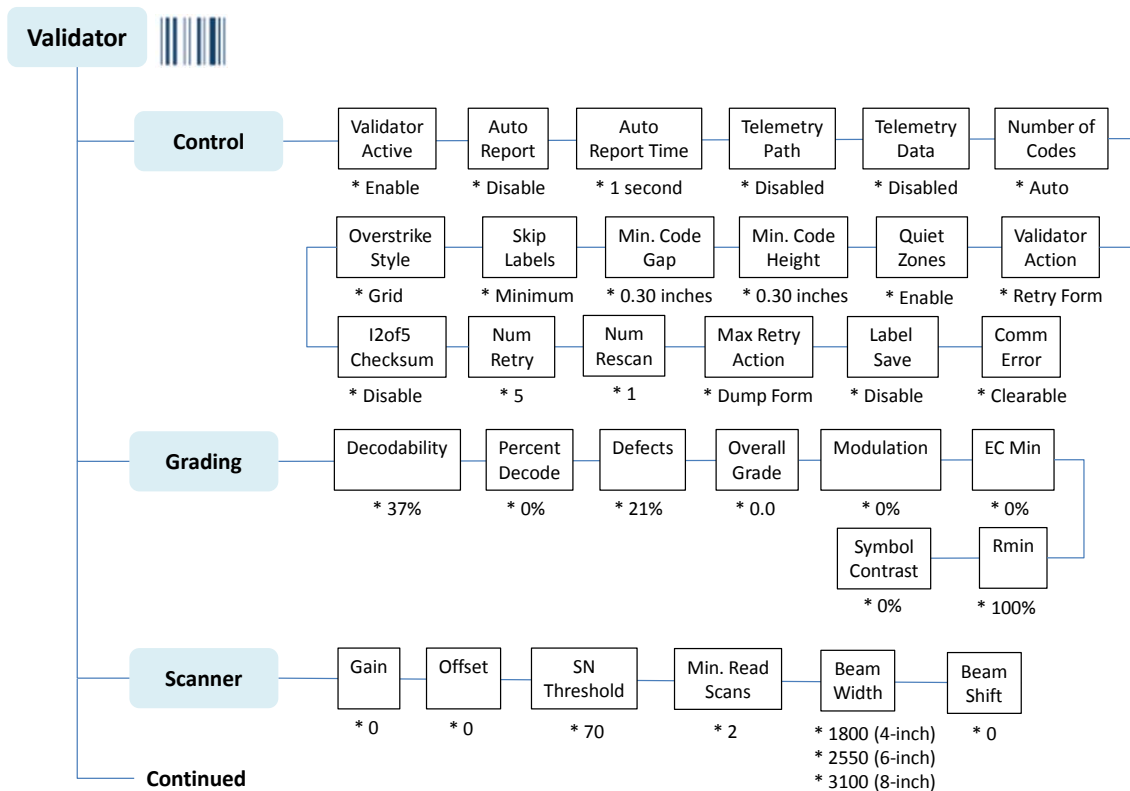 Validator
Control
Validator
Active
* Enable
Auto
Report
* Disable
Auto
Report Time
* 1 second
Telemetry
Path
* Disabled
Telemetry
Data
* Disabled
Number of
Codes
* Auto
Overstrike
Style
* Grid
Skip
Labels
* Minimum
Min. Code
Gap
* 0.30 inches
Min. Code
Height
* 0.30 inches
Quiet
Zones
* Enable
Validator
Action
* Retry Form
I2of5
Checksum
* Disable
Num
Retry
* 5
Num
Rescan
* 1
Max Retry
Action
* Dump Form
Label
Save
* Disable
Comm
Error
* Clearable
Grading
Decodability
* 37%
Percent
Decode
* 0%
Defects
* 21%
Overall
Grade
* 0.0
Modulation
* 0%
EC Min
* 0%
Symbol
Contrast
* 0%
Rmin
* 100%
Scanner
Gain
* 0
Offset
* 0
SN
Threshold
* 70
Min. Read
Scans
* 2
Beam
Width
* 1800 (4-inch)
* 2550 (6-inch)
* 3100 (8-inch)
Beam
Shift
* 0
Continued